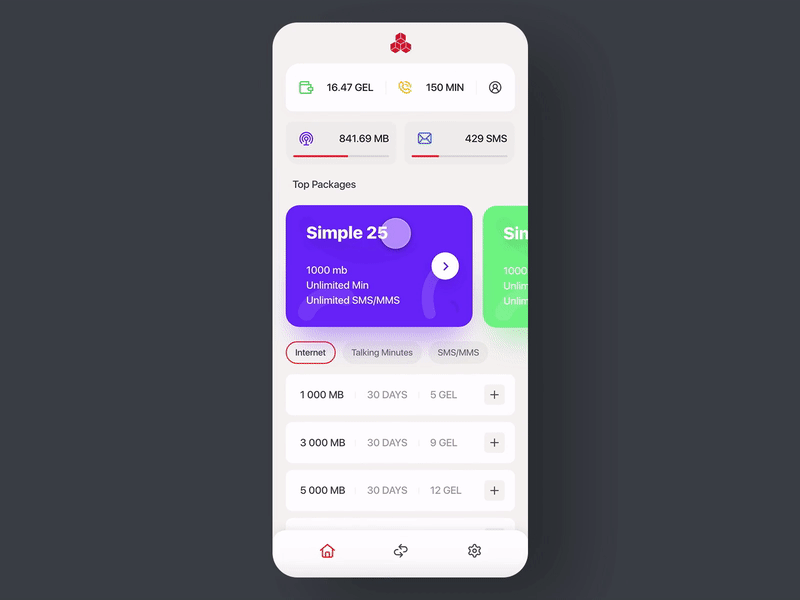 16.47 GEL 150 MIN
841.69 MB 429 SMS
Top Packages
Simple 25
1000 mb
Unlimited Min
Unlimited SMS/MMS
Sin
1000
Unlim
Unlim
Internet Talking Minutes SMS/MMS
1 000 MB 30 DAYS 5 GEL
3 000 MB 30 DAYS 9 GEL
5 000 MB 30 DAYS 12 GEL